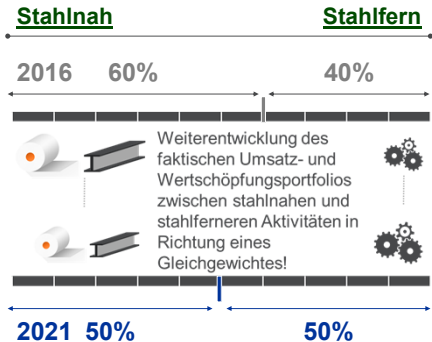 Stahlnah Stahlfern
2016 60% 40%
Weiterentwicklung des
faktischen Umsatz- und
Wertschöpfungsportfolios
zwischen stahlnahen und
stahlferneren Aktivitäten in
Richtung eines
Gleichgewichtes!
2021 50% 50%